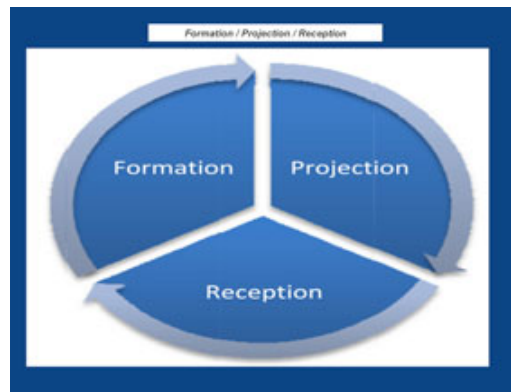 Formation / Projection / Reception
Formation
Projection
Reception